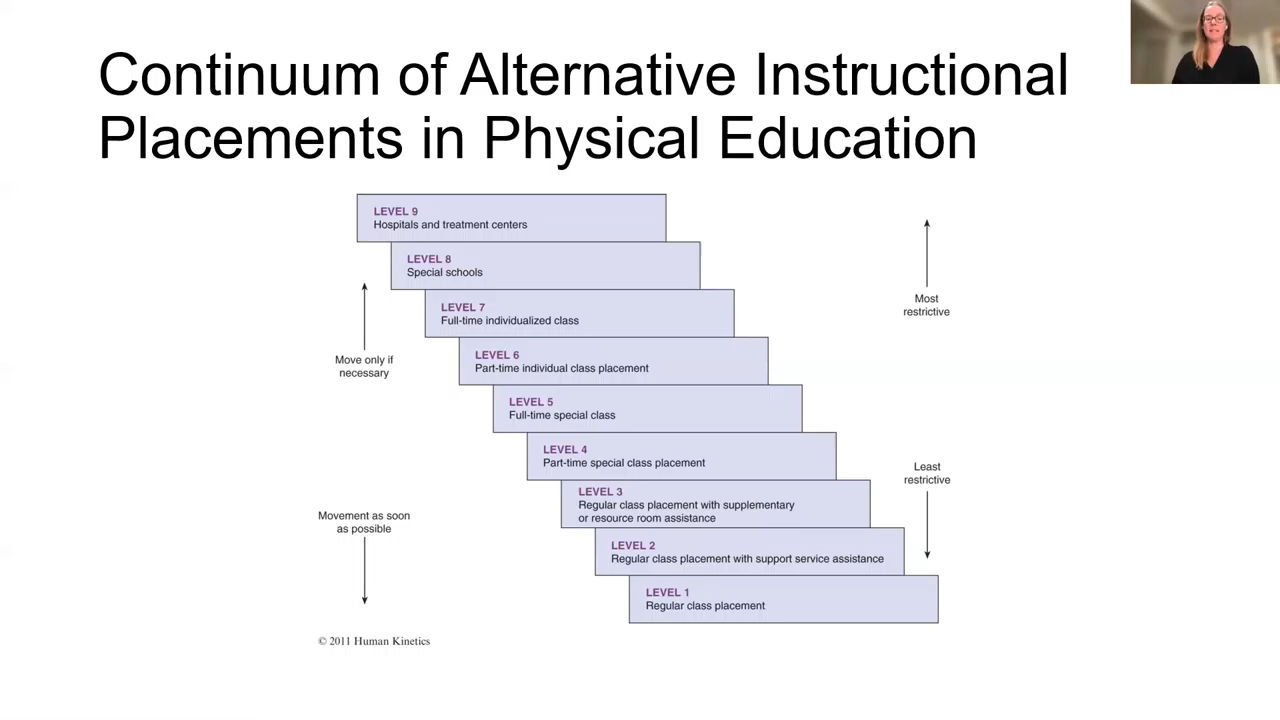 Continuum of Alternative Instructional
Placements in Physical Education
LEVEL 9
Hospitals and treatment centers
LEVEL 8
Special schools
LEVEL 7
Full-time individualized class
LEVEL 6
Part-time individual class placement
LEVEL 5
Full-time special class
LEVEL 4
Part-time special class placement
LEVEL 3
Regular class placement with supplementary
or resource room assistance
LEVEL 2
Regular class placement with support service assistance
LEVEL 1
Regular class placement
Move only if
necessary
Movement as soon
as possible
Most
restrictive
Least
restrictive
© 2011 Human Kinetics